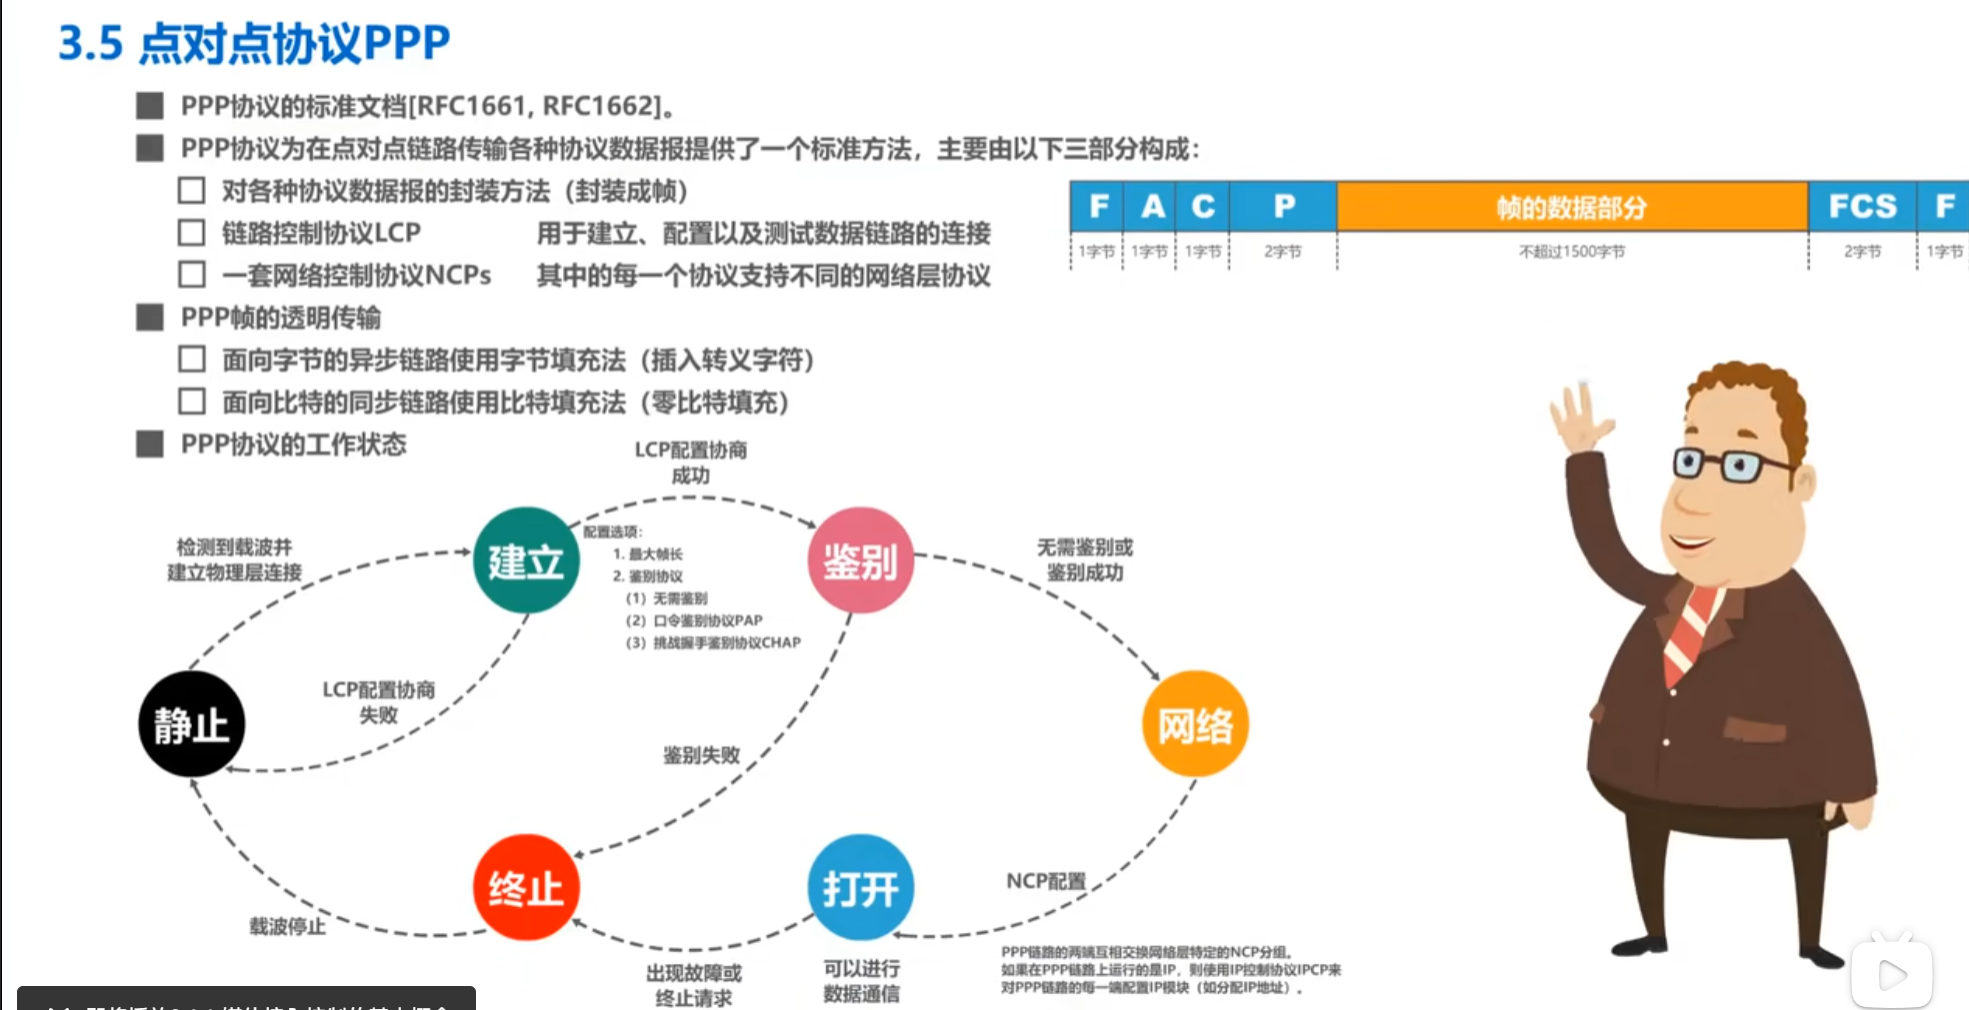 3.5 点对点协议PPP
PPP协议的标准文档[RFC1661, RFC1662]。
PPP协议为在点对点链路传输各种协议数据报提供了一个标准方法，主要由以下三部分构成：
对各种协议数据报的封装方法（封装成帧）
链路控制协议LCP 用于建立、配置以及测试数据链路的连接
一套网络控制协议NCPs 其中的每一个协议支持不同的网络层协议
F A C P 帧的数据部分 FCS F
1字节 1字节 1字节 2字节 不超过1500字节 2字节 1字节
PPP帧的透明传输
面向字节的异步链路使用字节填充法（插入转义字符）
面向比特的同步链路使用比特填充法（零比特填充）
PPP协议的工作状态
LCP配置协商
成功
检测到载波并
建立物理层连接
建立
配置选项：
1. 最大帧长
2. 鉴别协议
（1）无需鉴别
（2）口令鉴别协议PAP
（3）挑战握手鉴别协议CHAP
鉴别
无需鉴别或
鉴别成功
LCP配置协商
失败
静止
鉴别失败
网络
终止
打开
NCP配置
载波停止
出现故障或
终止请求
可以进行
数据通信
PPP链路的两端互相交换网络层特定的NCP分组。
如果在PPP链路上运行的是IP，则使用IP控制协议IPCP来
对PPP链路的每一端配置IP模块（如分配IP地址）。